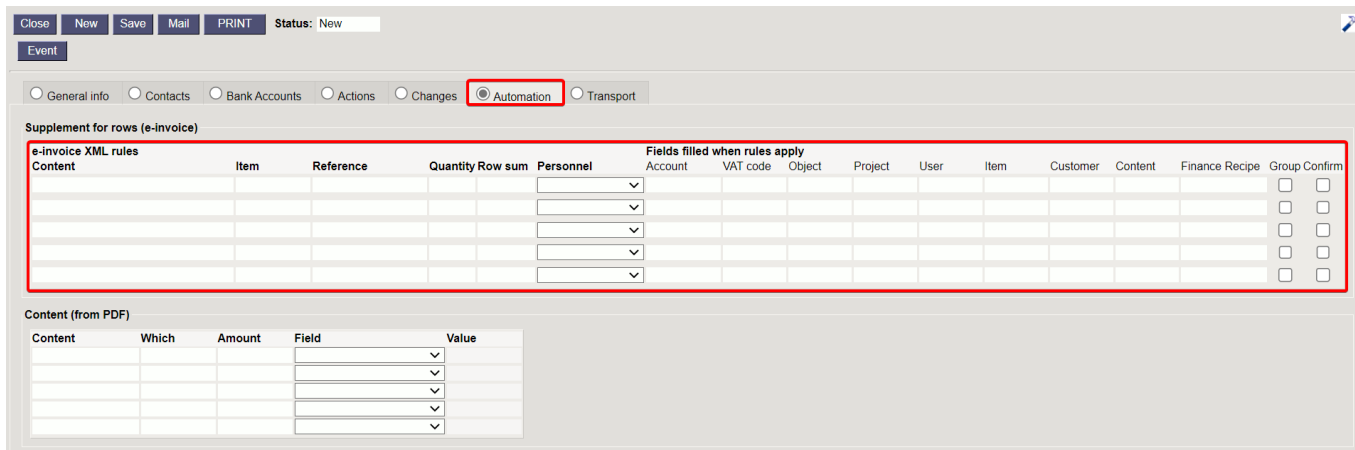 Close New Save Mail PRINT Status: New
Event
General info Contacts Bank Accounts Actions Changes Automation Transport
Supplement for rows (e-invoice)
e-invoice XML rules Fields filled when rules apply
Content Item Reference Quantity Row sum Personnel Account VAT code Object Project User Item Customer Content Finance Recipe Group Confirm
Content (from PDF)
Content Which Amount Field Value